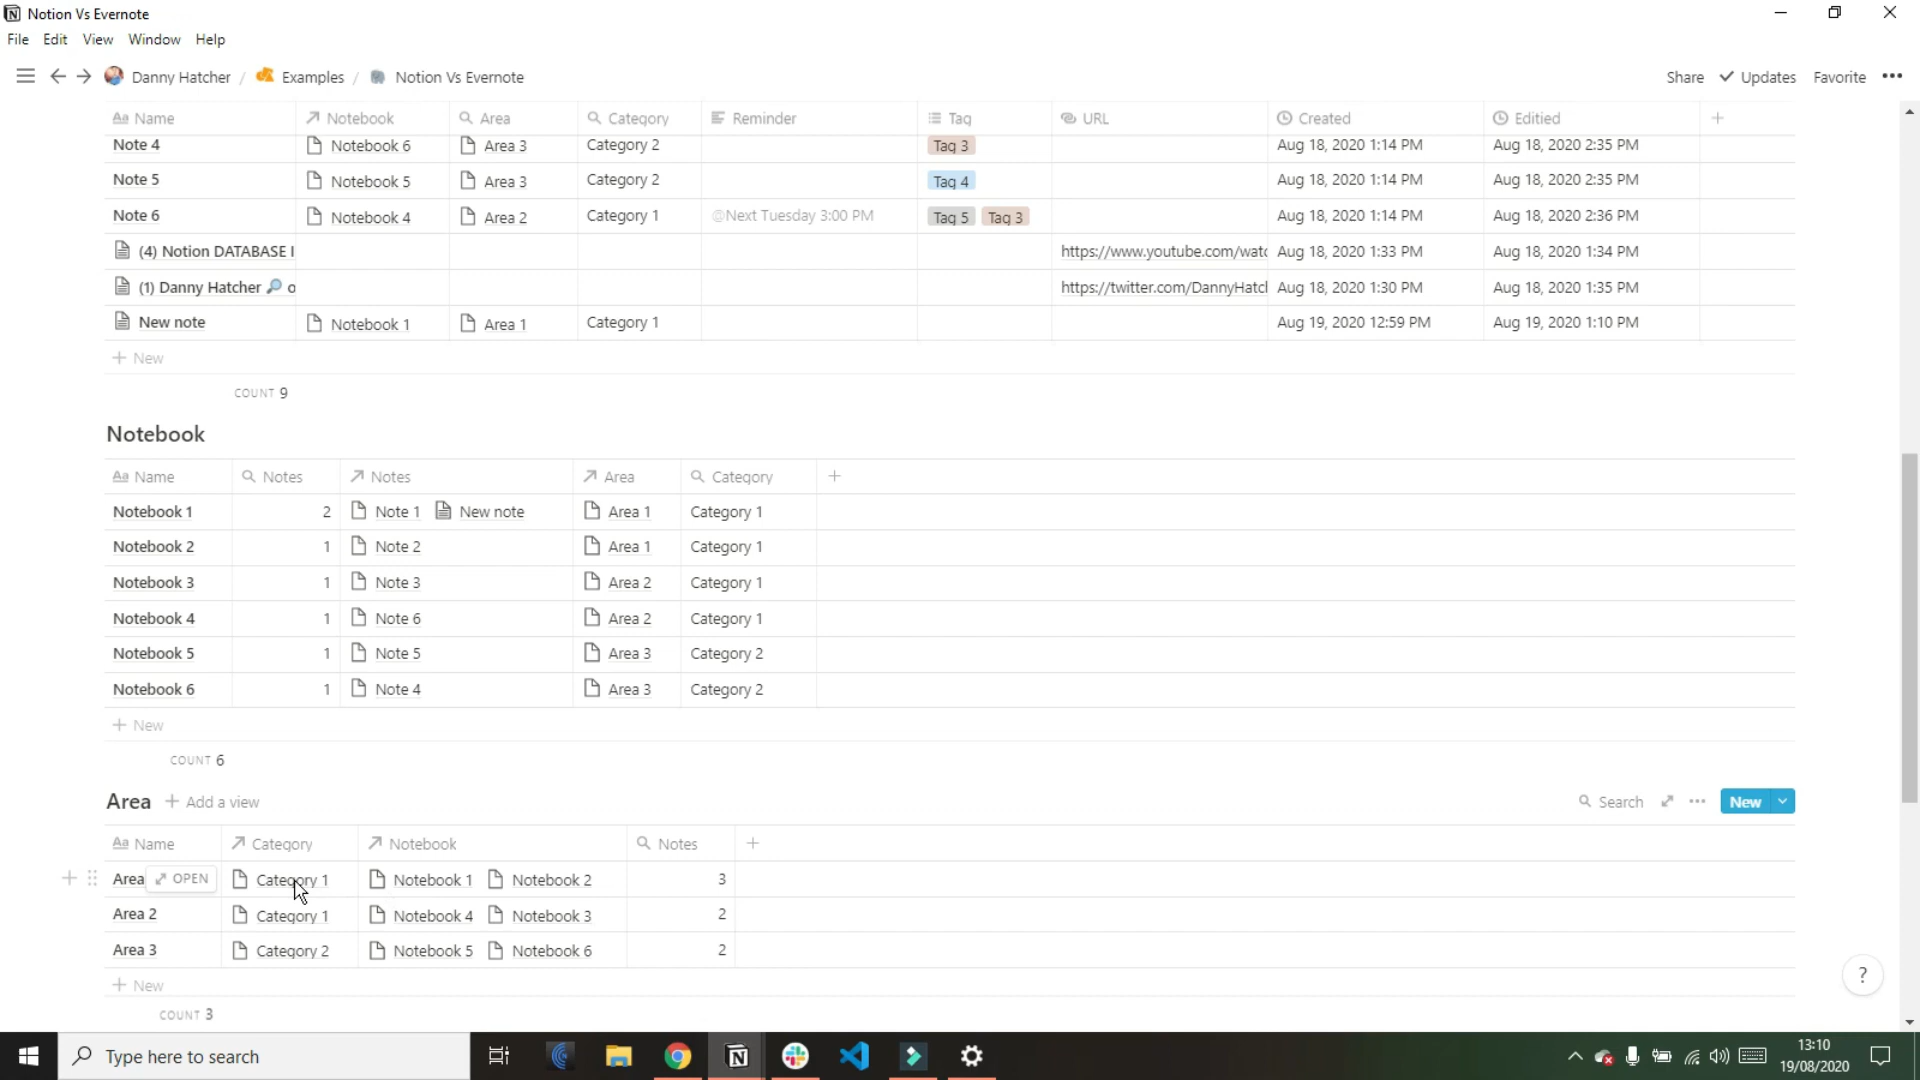 Notion Vs Evernote
File Edit View Window Help
Danny Hatcher / Examples / Notion Vs Evernote Share Updates Favorite •••
Aa Name Notebook Area Category Reminder Tag URL Created Editied
Note 4 Notebook 6 Area 3 Category 2 Tag 3 Aug 18, 2020 1:14 PM Aug 18, 2020 2:35 PM
Note 5 Notebook 5 Area 3 Category 2 Tag 4 Aug 18, 2020 1:14 PM Aug 18, 2020 2:35 PM
Note 6 Notebook 4 Area 2 Category 1 @Next Tuesday 3:00 PM Tag 5 Tag 3 Aug 18, 2020 1:14 PM Aug 18, 2020 2:36 PM
(4) Notion DATABASE https://www.youtube.com/watc Aug 18, 2020 1:33 PM Aug 18, 2020 1:34 PM
(1) Danny Hatcher 🔎 o https://twitter.com/DannyHatcl Aug 18, 2020 1:30 PM Aug 18, 2020 1:35 PM
New note Notebook 1 Area 1 Category 1 Aug 19, 2020 12:59 PM Aug 19, 2020 1:10 PM
+ New
COUNT 9
Notebook
Aa Name Notes Notes Area Category +
Notebook 1 2 Note 1 New note Area 1 Category 1
Notebook 2 1 Note 2 Area 1 Category 1
Notebook 3 1 Note 3 Area 2 Category 1
Notebook 4 1 Note 6 Area 2 Category 1
Notebook 5 1 Note 5 Area 3 Category 2
Notebook 6 1 Note 4 Area 3 Category 2
+ New
COUNT 6
Area + Add a view Search ••• New
Aa Name Category Notebook Notes +
Area OPEN Category 1 Notebook 1 Notebook 2 3
Area 2 Category 1 Notebook 4 Notebook 3 2
Area 3 Category 2 Notebook 5 Notebook 6 2
+ New ?
COUNT 3
Type here to search 13:10
19/08/2020